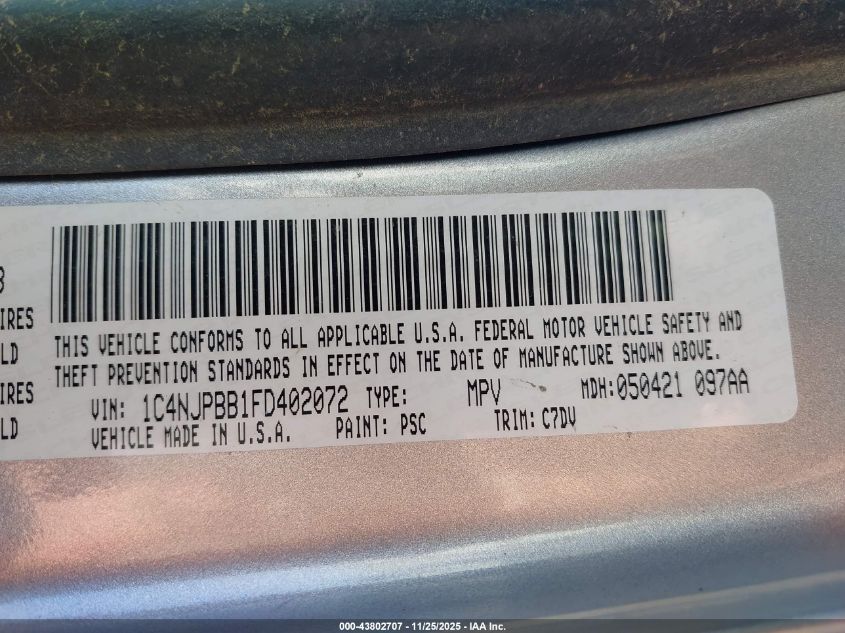 8
IRES
LD
IRES
LD
THIS VEHICLE CONFORMS TO ALL APPLICABLE U.S.A. FEDERAL MOTOR VEHICLE SAFETY AND
THEFT PREVENTION STANDARDS IN EFFECT ON THE DATE OF MANUFACTURE SHOWN ABOVE.
VIN: 1C4NJPBB1FD402072 TYPE: MPV MDH:050421 097AA
VEHICLE MADE IN U.S.A. PAINT: PSC TRIM: C7DV
000-43802707 - 11/25/2025 - IAA Inc.